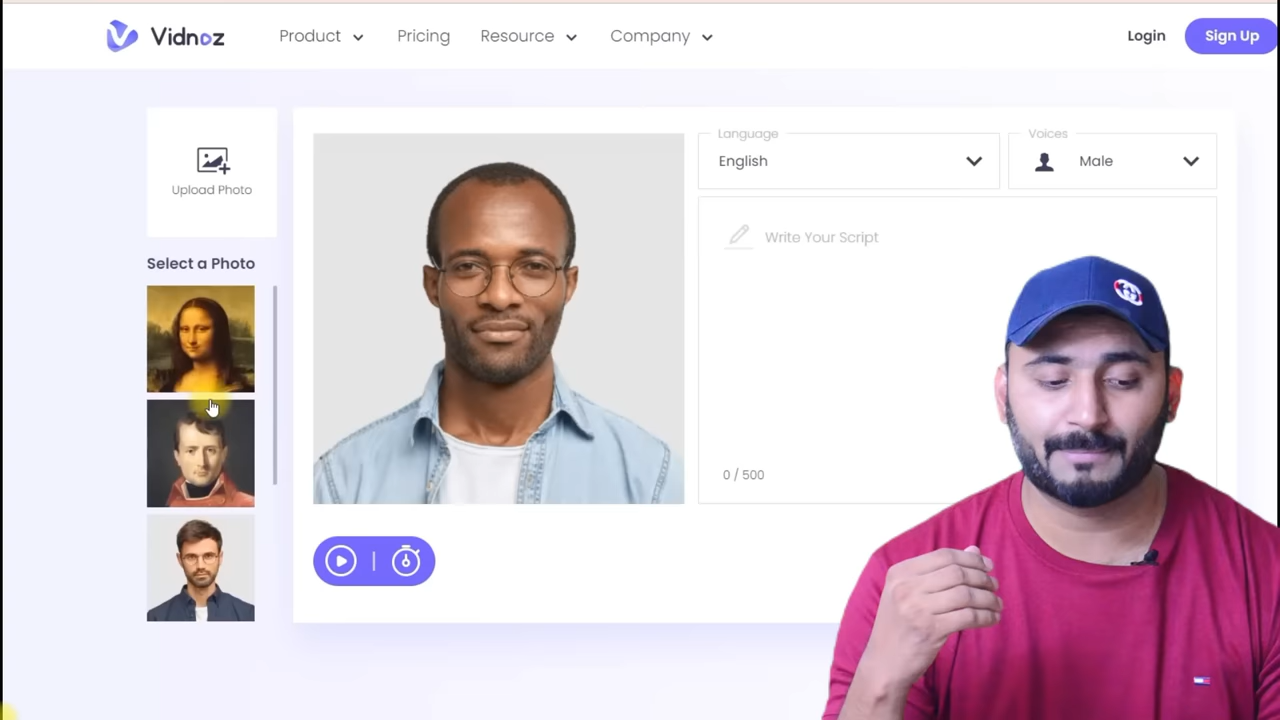 Vidnoz Product Pricing Resource Company Login Sign Up
Upload Photo
Select a Photo
Language
English
Voices
Male
Write Your Script
0 / 500